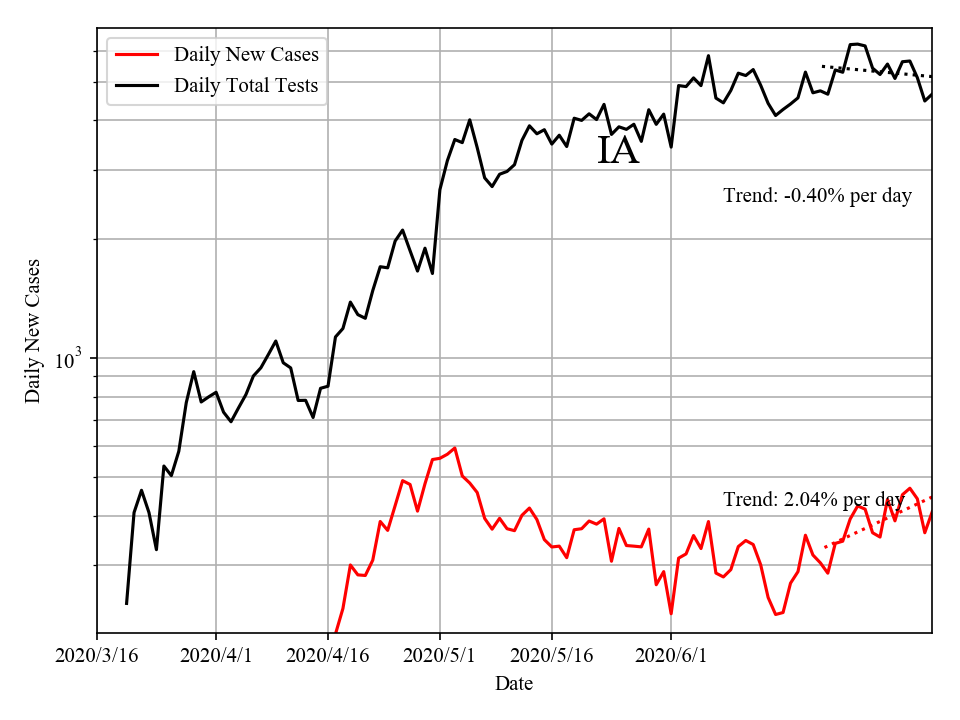 Daily New Cases
Daily Total Tests
IA
Trend: -0.40% per day
Trend: 2.04% per day
Daily New Cases
10³
2020/3/16 2020/4/1 2020/4/16 2020/5/1 2020/5/16 2020/6/1
Date